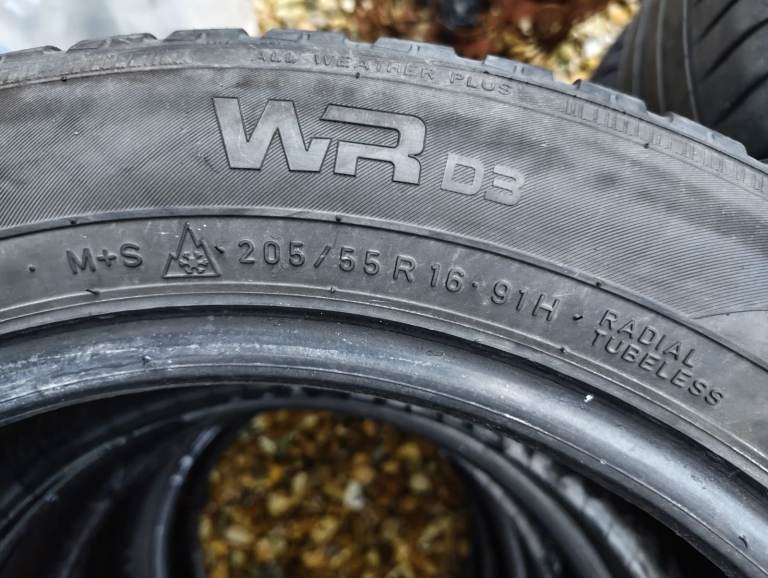 ALL WEATHER PLUS
WR D3
M+S 205/55 R 16 · 91H · RADIAL
TUBELESS